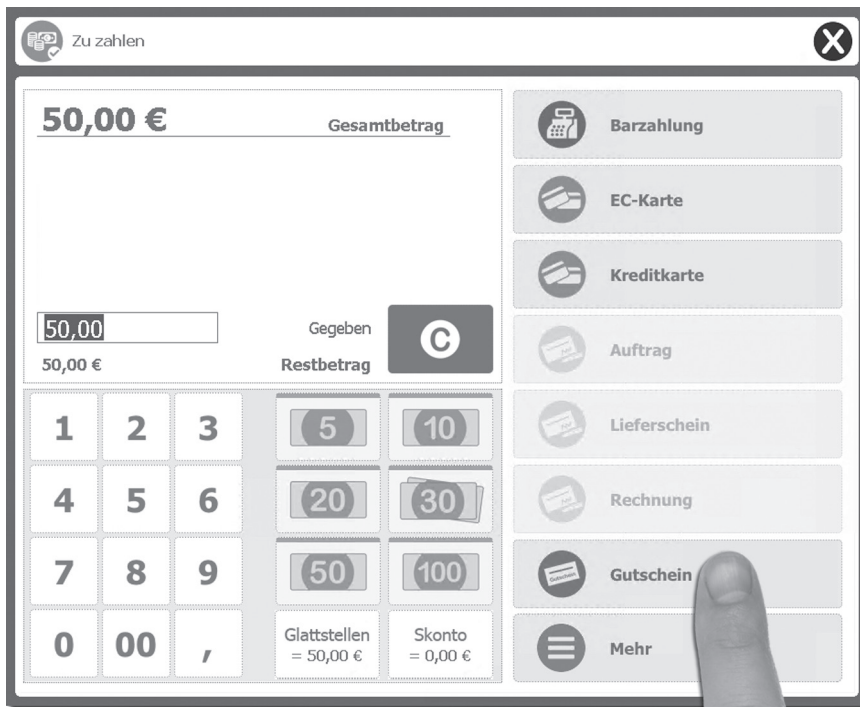 Zu zahlen
50,00 €
Gesamtbetrag
50,00
Gegeben
C
50,00 €
Restbetrag
1 2 3
4 5 6
7 8 9
0 00 ,
5 10
20 30
50 100
Glattstellen
= 50,00 €
Skonto
= 0,00 €
Barzahlung
EC-Karte
Kreditkarte
Auftrag
Lieferschein
Rechnung
Gutschein
Gutschein
Mehr